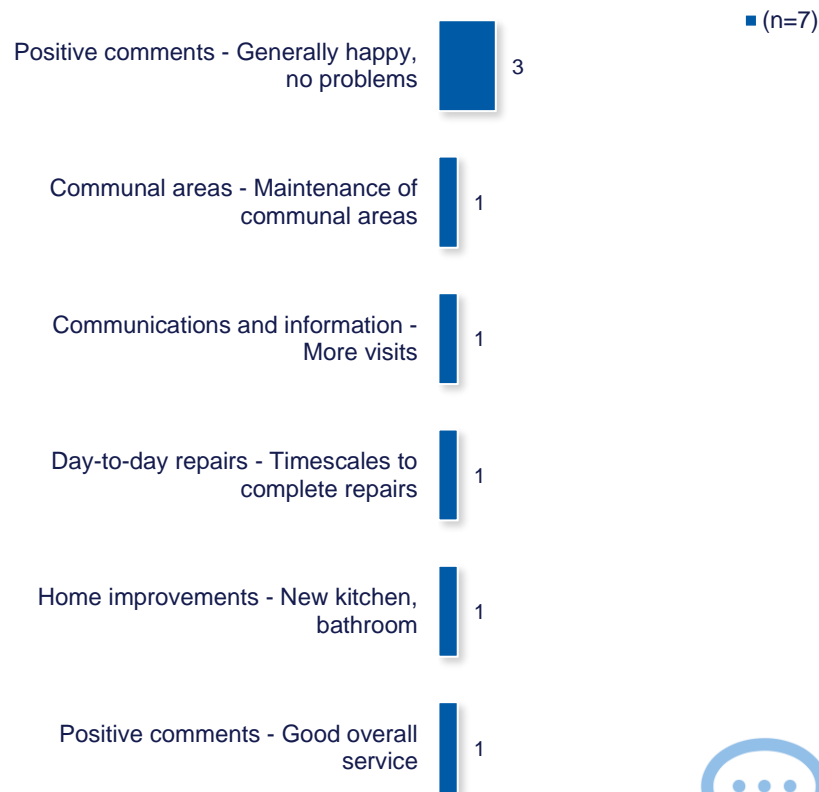 (n=7)
Positive comments - Generally happy,
no problems
3
Communal areas - Maintenance of
communal areas
1
Communications and information -
More visits
1
Day-to-day repairs - Timescales to
complete repairs
1
Home improvements - New kitchen,
bathroom
1
Positive comments - Good overall
service
1